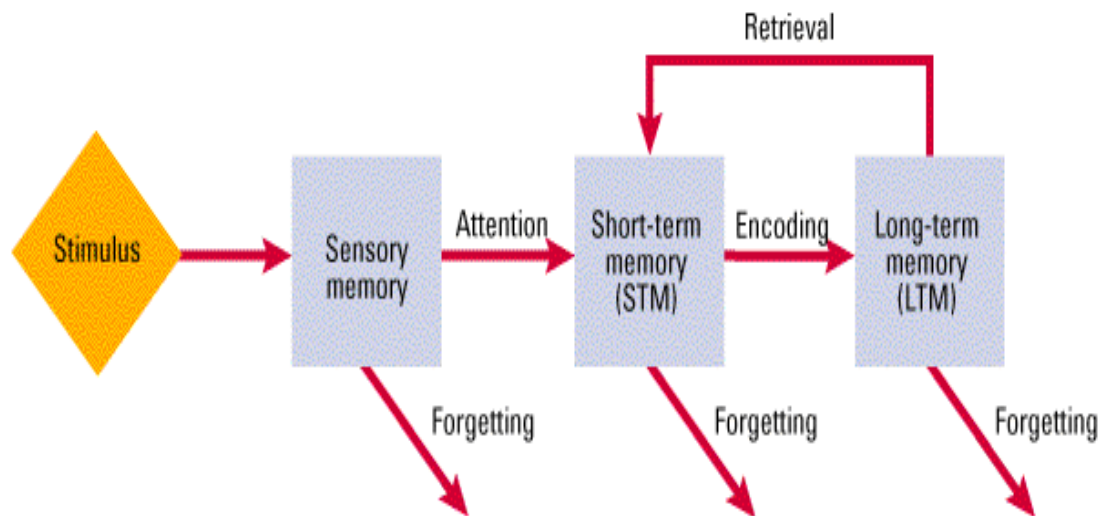 Retrieval
Stimulus
Sensory
memory
Attention
Short-term
memory
(STM)
Encoding
Long-term
memory
(LTM)
Forgetting
Forgetting
Forgetting